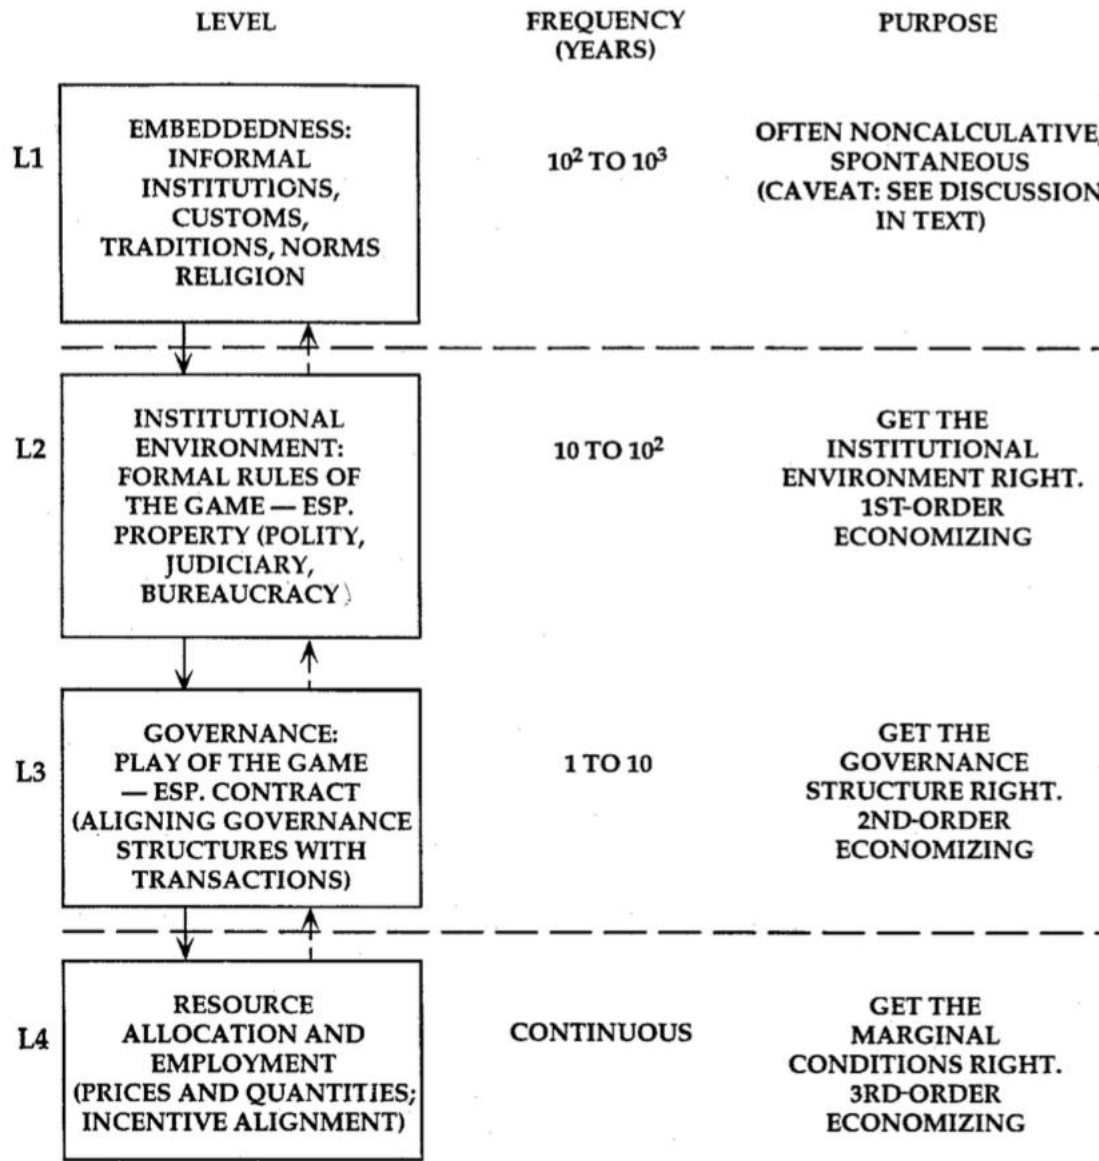 LEVEL FREQUENCY PURPOSE
(YEARS)
L1
EMBEDDEDNESS:
INFORMAL
INSTITUTIONS,
CUSTOMS,
TRADITIONS, NORMS
RELIGION
10² TO 10³
OFTEN NONCALCULATIVE,
SPONTANEOUS
(CAVEAT: SEE DISCUSSION
IN TEXT)
L2
INSTITUTIONAL
ENVIRONMENT:
FORMAL RULES OF
THE GAME — ESP.
PROPERTY (POLITY,
JUDICIARY,
BUREAUCRACY)
10 TO 10²
GET THE
INSTITUTIONAL
ENVIRONMENT RIGHT.
1ST-ORDER
ECONOMIZING
L3
GOVERNANCE:
PLAY OF THE GAME
— ESP. CONTRACT
(ALIGNING GOVERNANCE
STRUCTURES WITH
TRANSACTIONS)
1 TO 10
GET THE
GOVERNANCE
STRUCTURE RIGHT.
2ND-ORDER
ECONOMIZING
L4
RESOURCE
ALLOCATION AND
EMPLOYMENT
(PRICES AND QUANTITIES;
INCENTIVE ALIGNMENT)
CONTINUOUS
GET THE
MARGINAL
CONDITIONS RIGHT.
3RD-ORDER
ECONOMIZING